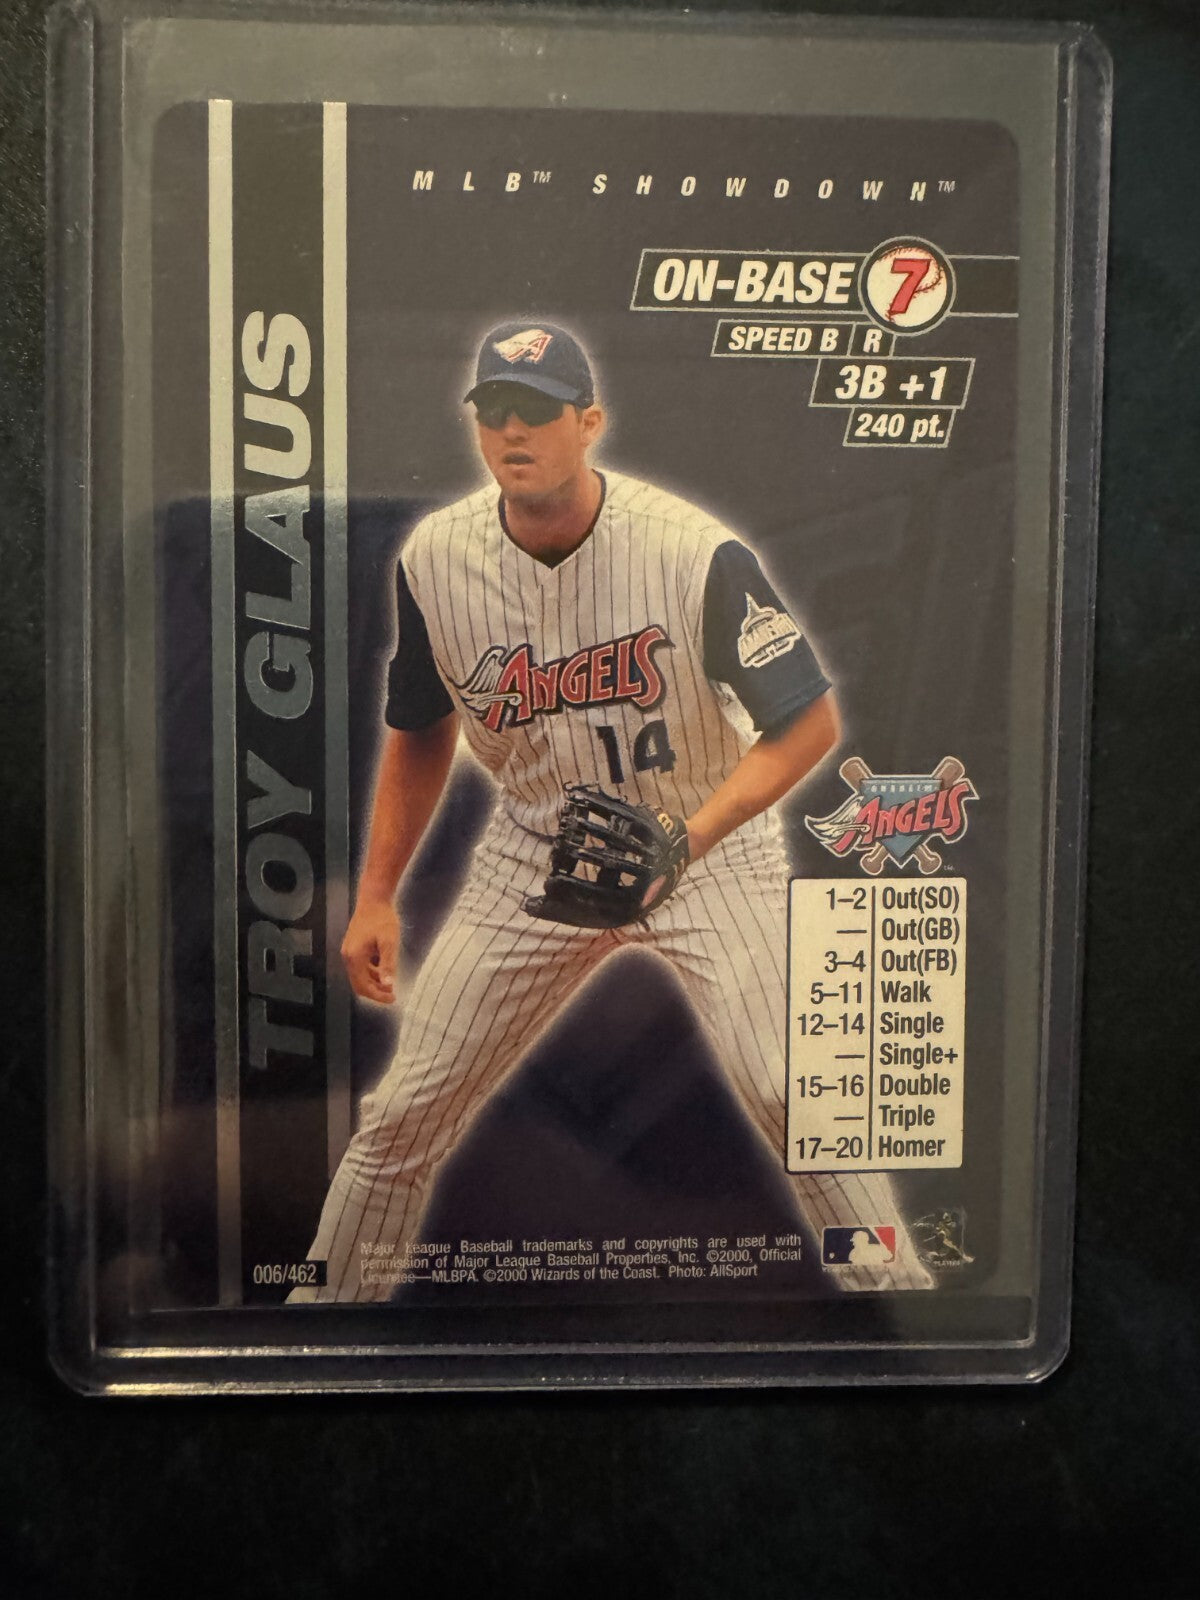 MLB™ SHOWDOWN™
ON-BASE 7
SPEED B R
3B +1
240 pt.
TROY GLAUS
A
ANGELS
14
ANAHEIM
ANGELS
1–2 Out(SO)
— Out(GB)
3–4 Out(FB)
5–11 Walk
12–14 Single
— Single+
15–16 Double
— Triple
17–20 Homer
006/462
Major League Baseball trademarks and copyrights are used with
permission of Major League Baseball Properties, Inc. ©2000, Official
Licensee—MLBPA. ©2000 Wizards of the Coast. Photo: AllSport